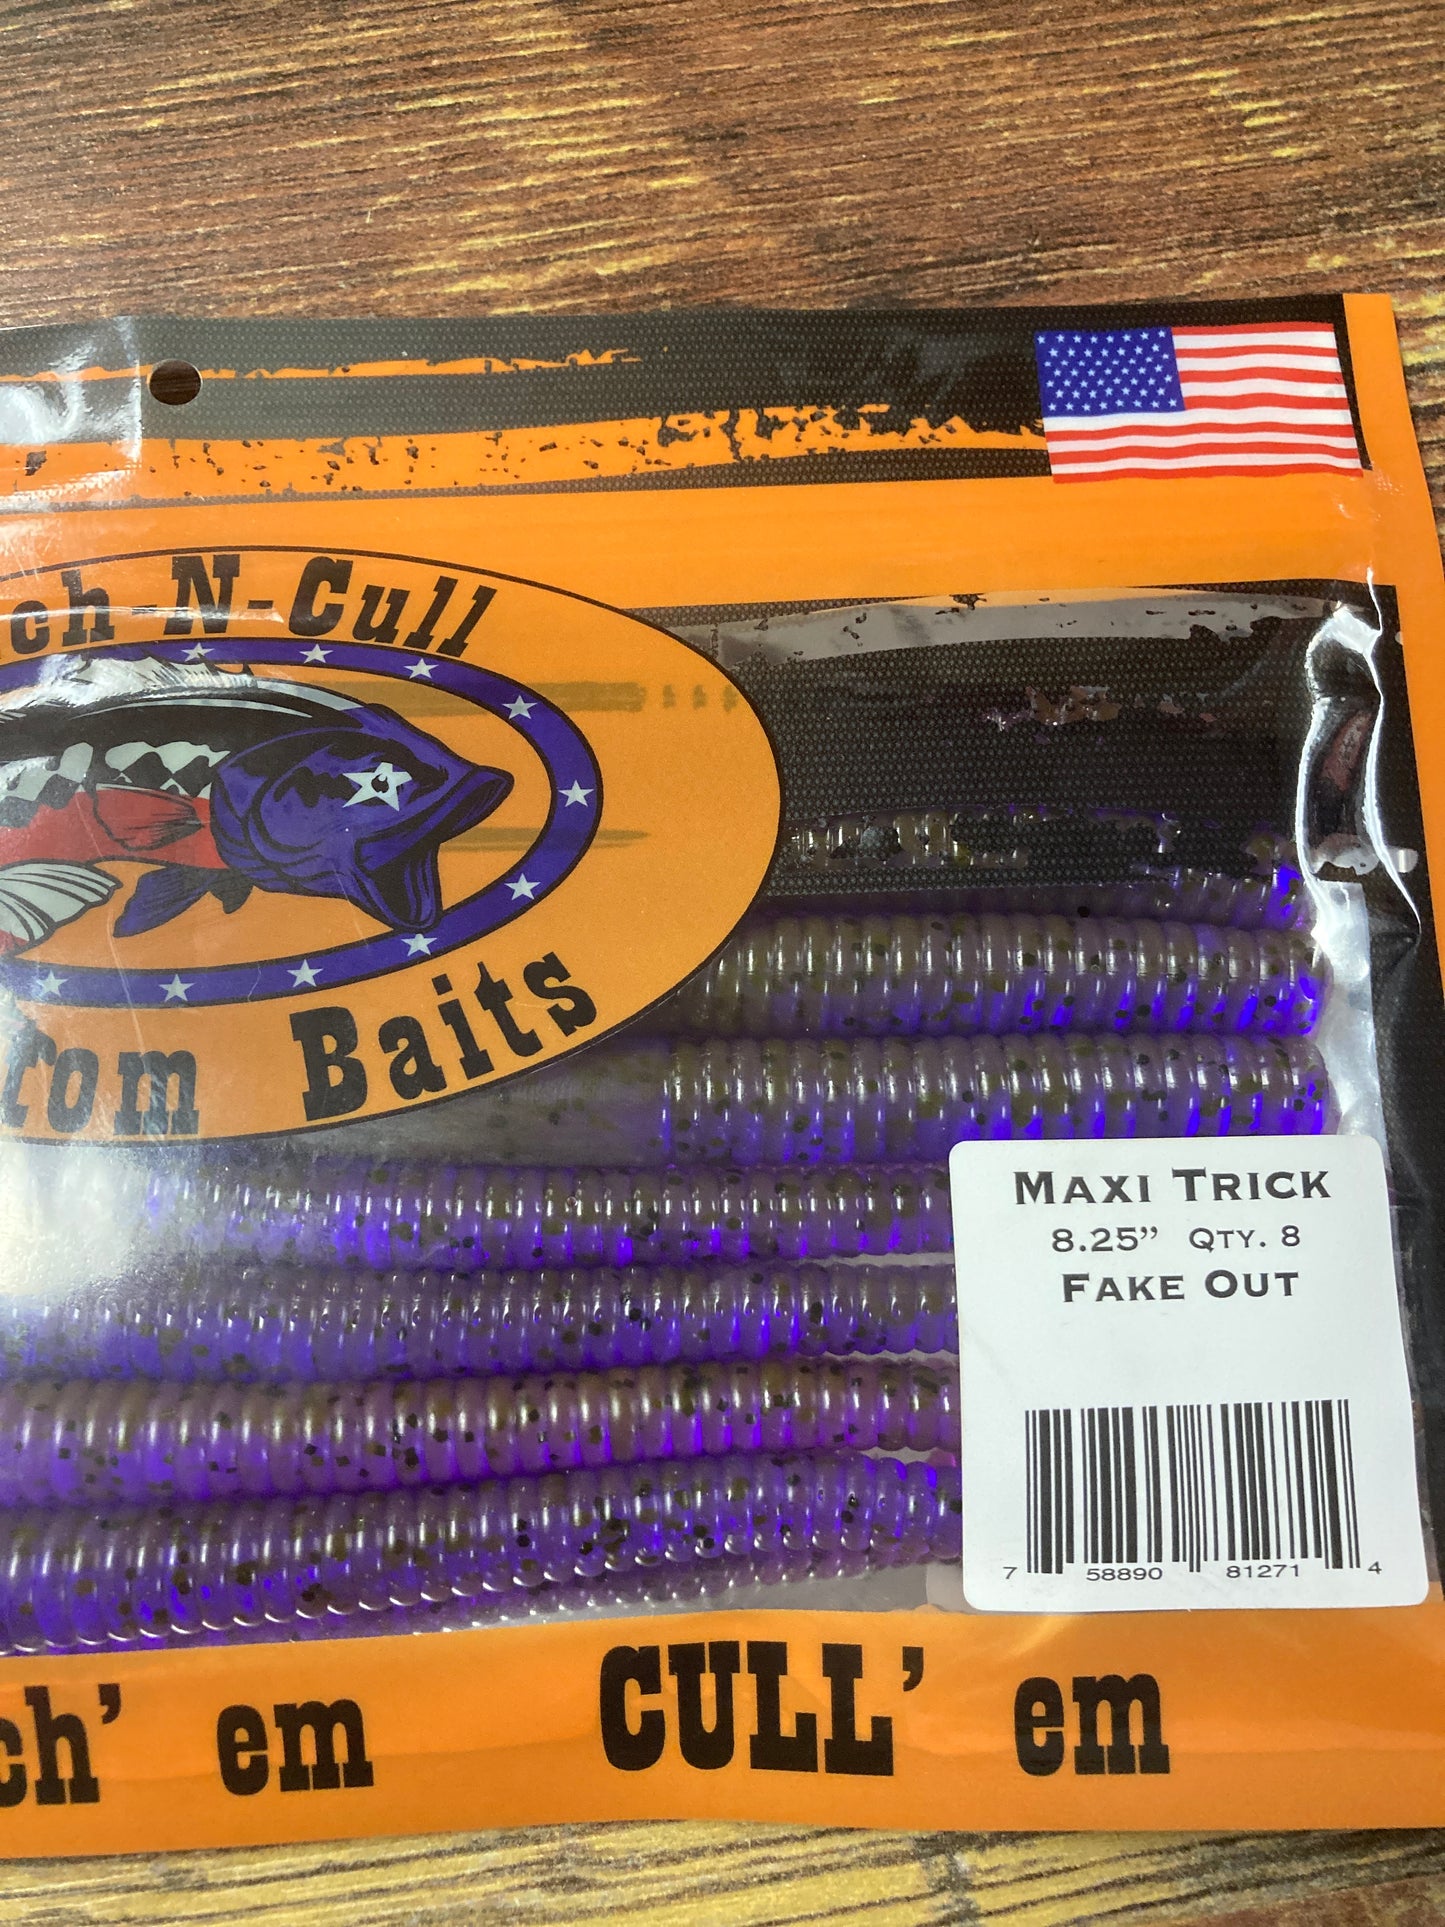 ch-N-Cull
tom Baits
MAXI TRICK
8.25” QTY. 8
FAKE OUT
7 58890 81271 4
ch’ em CULL’ em